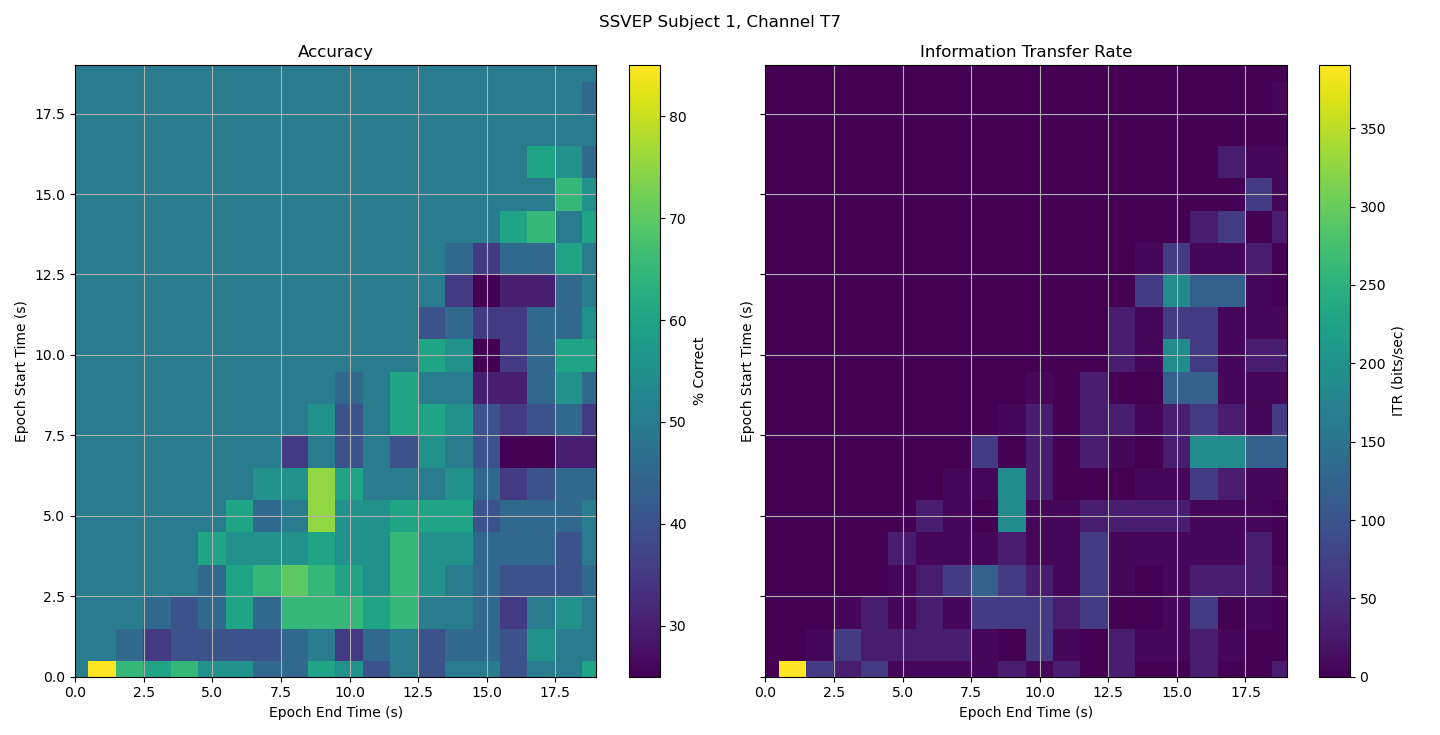 SSVEP Subject 1, Channel T7
Accuracy
Information Transfer Rate
17.5
15.0
12.5
10.0
7.5
5.0
2.5
0.0
Epoch Start Time (s)
0.0 2.5 5.0 7.5 10.0 12.5 15.0 17.5
Epoch End Time (s)
80
70
60
50
40
30
% Correct
Epoch Start Time (s)
0.0 2.5 5.0 7.5 10.0 12.5 15.0 17.5
Epoch End Time (s)
350
300
250
200
150
100
50
0
ITR (bits/sec)